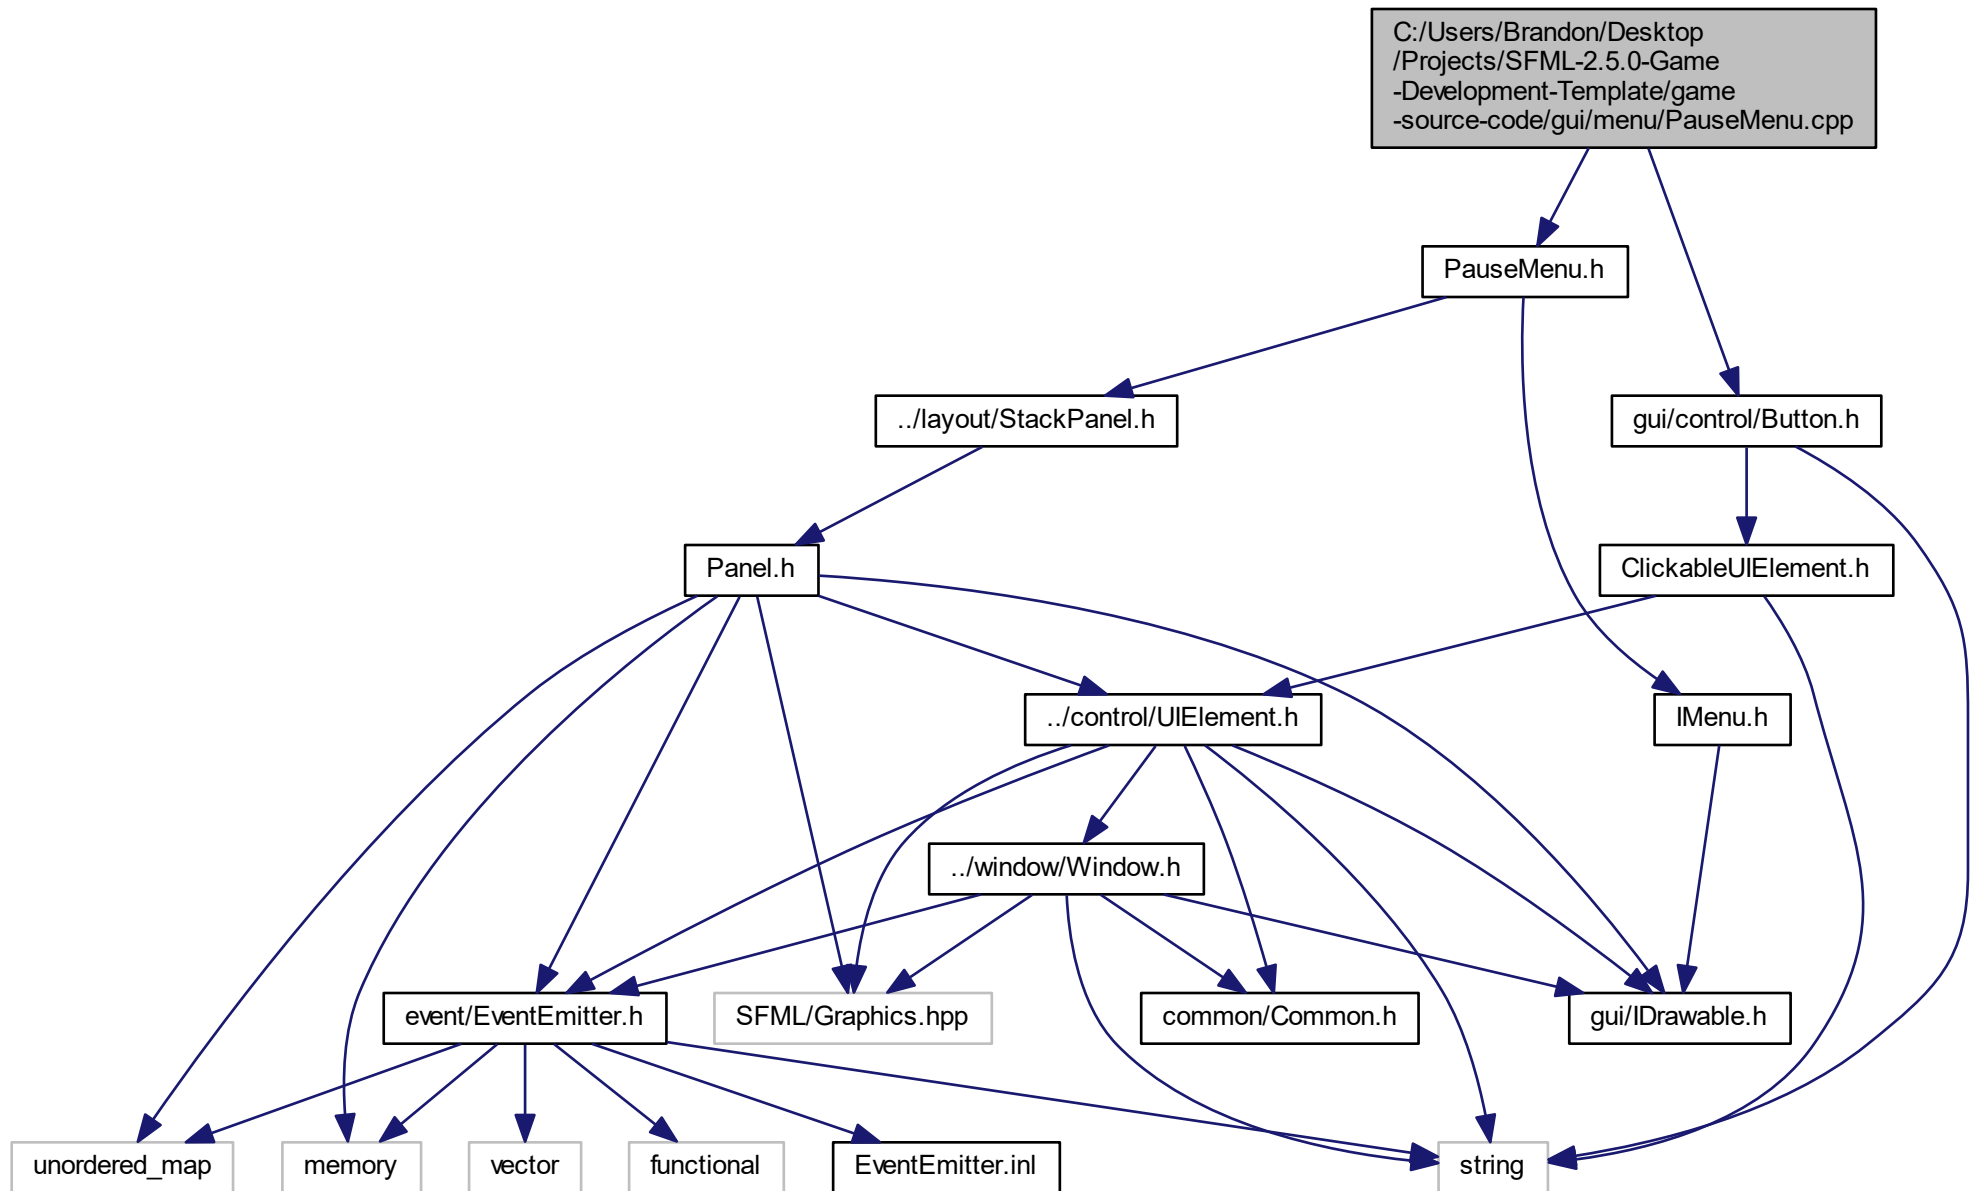 C:/Users/Brandon/Desktop
/Projects/SFML-2.5.0-Game
-Development-Template/game
-source-code/gui/menu/PauseMenu.cpp
PauseMenu.h
../layout/StackPanel.h
gui/control/Button.h
Panel.h
ClickableUIElement.h
../control/UIElement.h
IMenu.h
../window/Window.h
event/EventEmitter.h
SFML/Graphics.hpp
common/Common.h
gui/IDrawable.h
unordered_map
memory
vector
functional
EventEmitter.inl
string